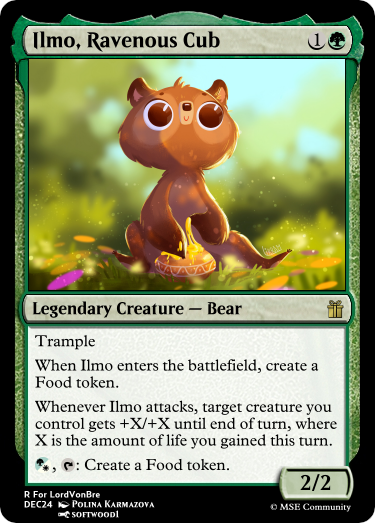 Ilmo, Ravenous Cub 1
Legendary Creature — Bear
Trample
When Ilmo enters the battlefield, create a
Food token.
Whenever Ilmo attacks, target creature you
control gets +X/+X until end of turn, where
X is the amount of life you gained this turn.
, : Create a Food token.
2/2
R For LordVonBre
DEC24 Polina Karmazova
softwood1
© MSE Community